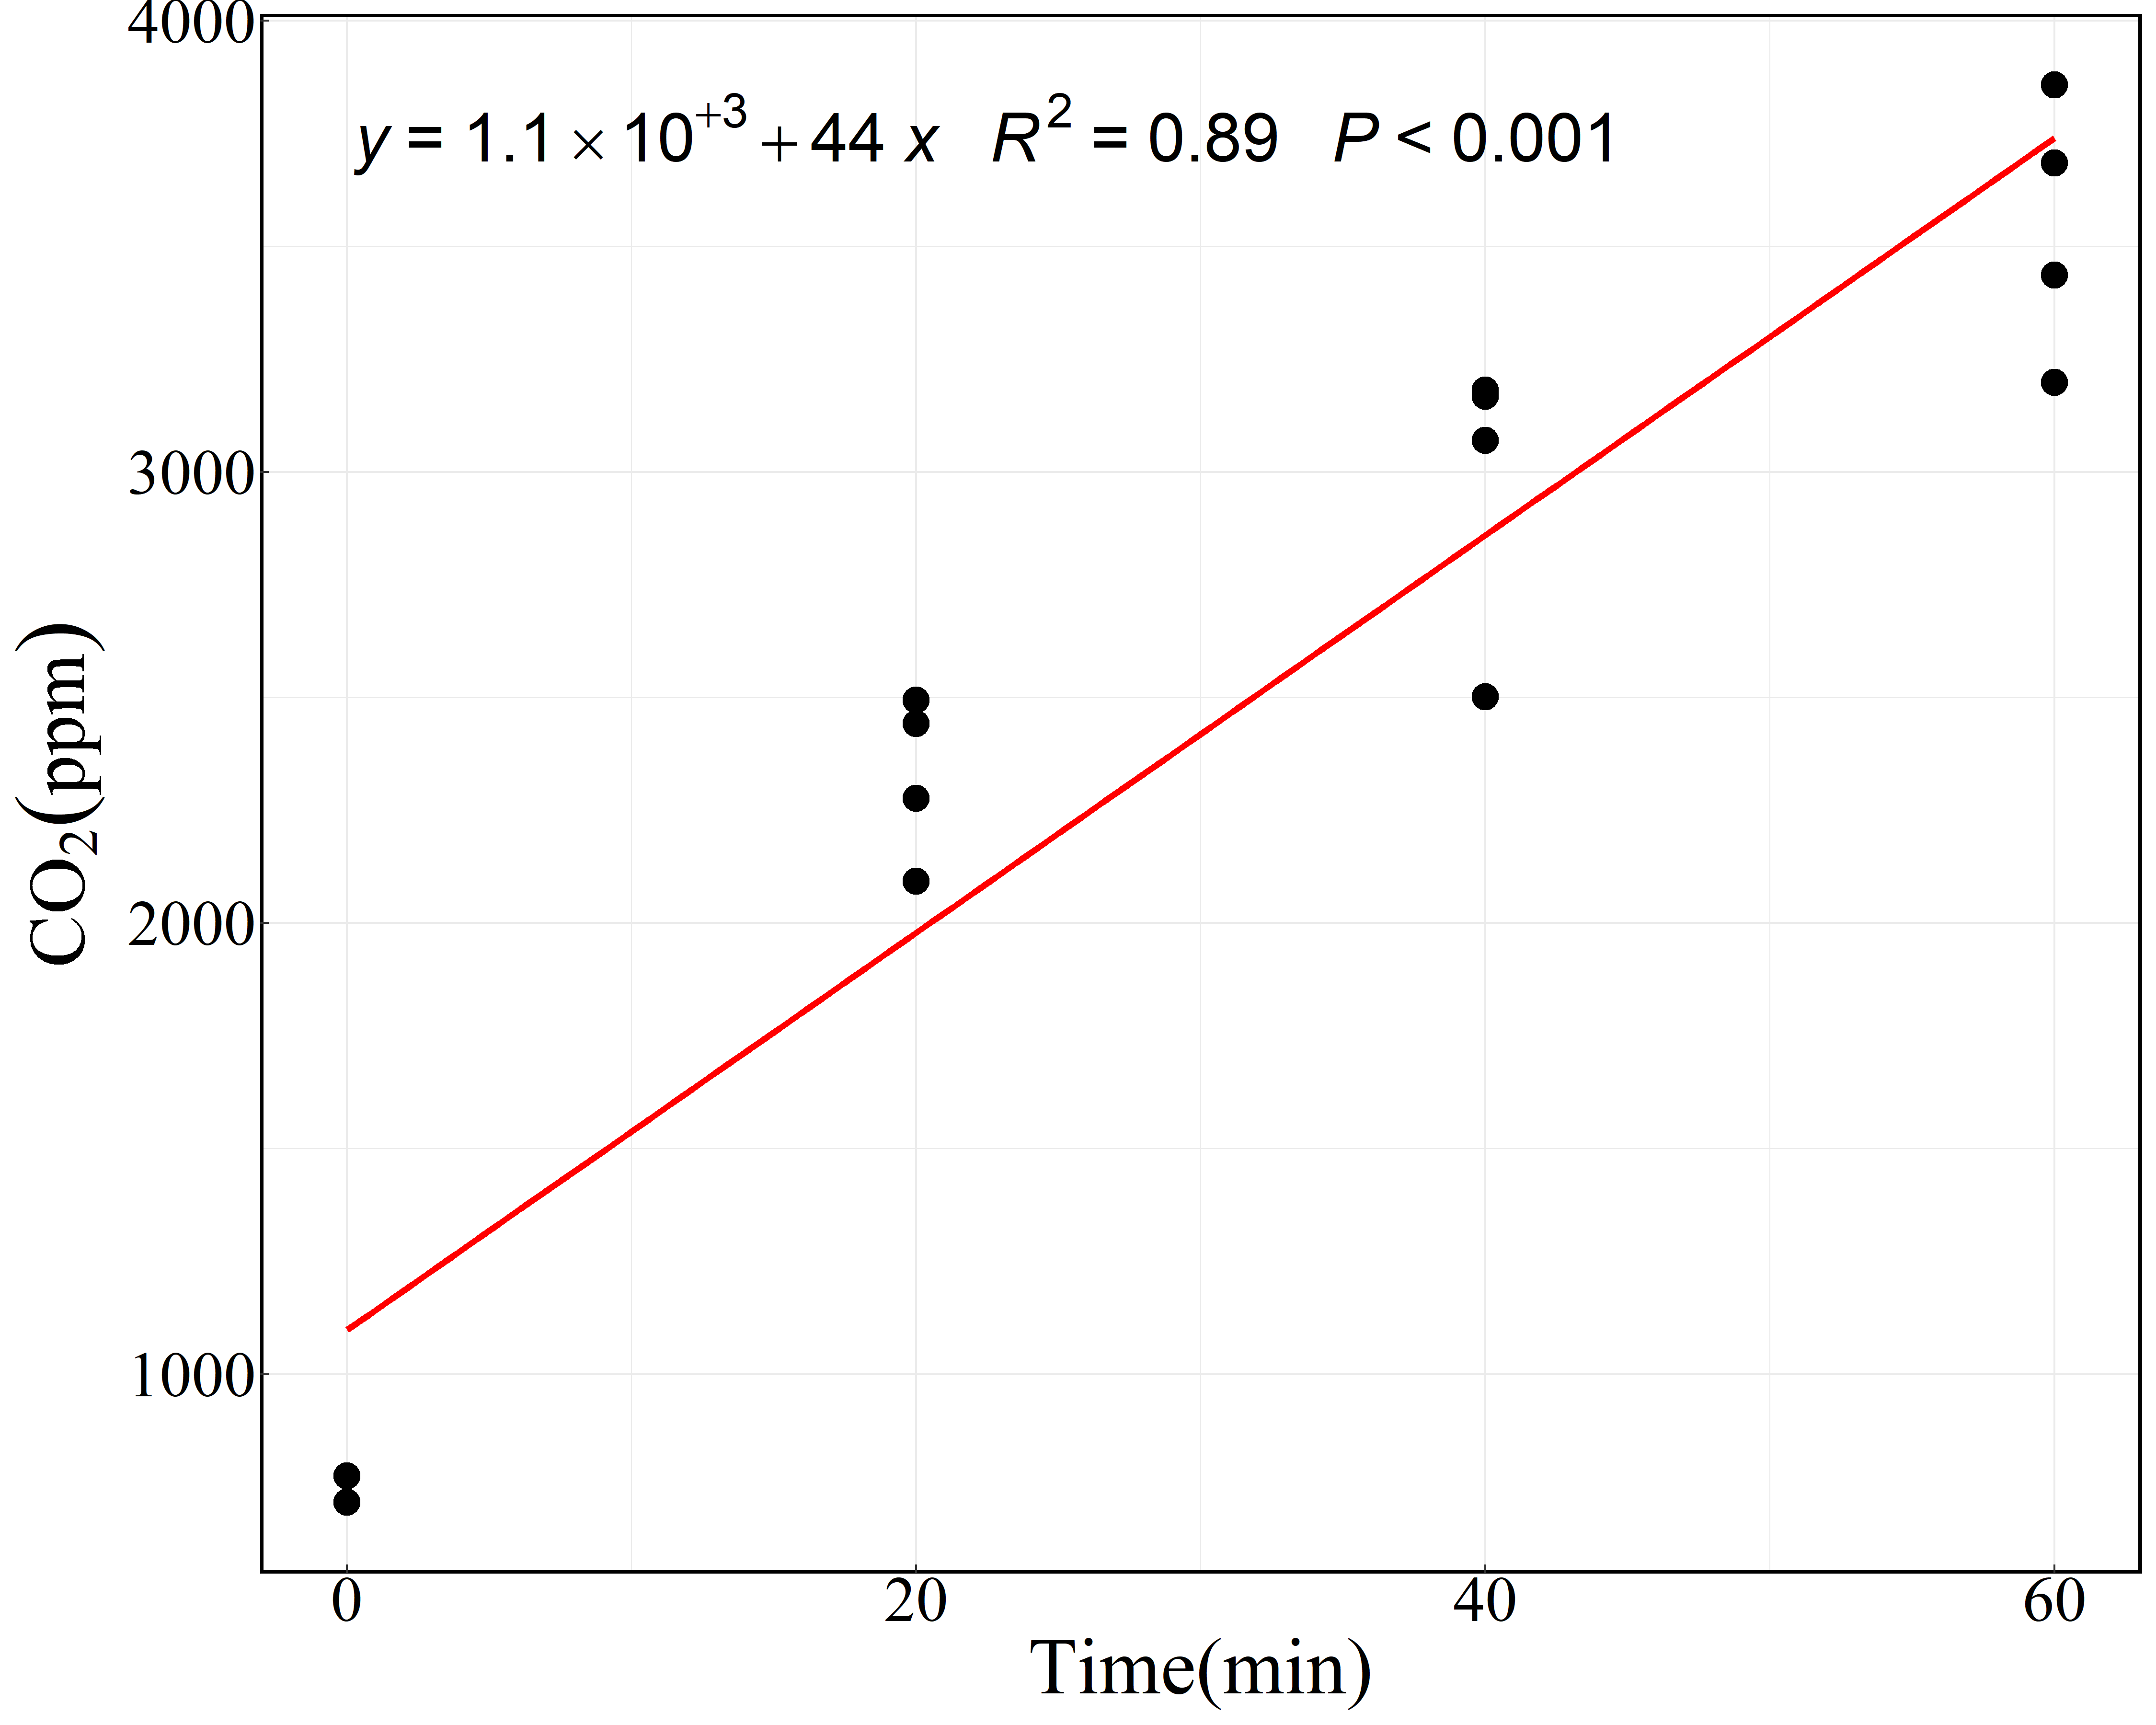 4000
y = 1.1 × 10⁺³ + 44 x R² = 0.89 P < 0.001
3000
2000
1000
CO₂(ppm)
0 20 40 60
Time(min)